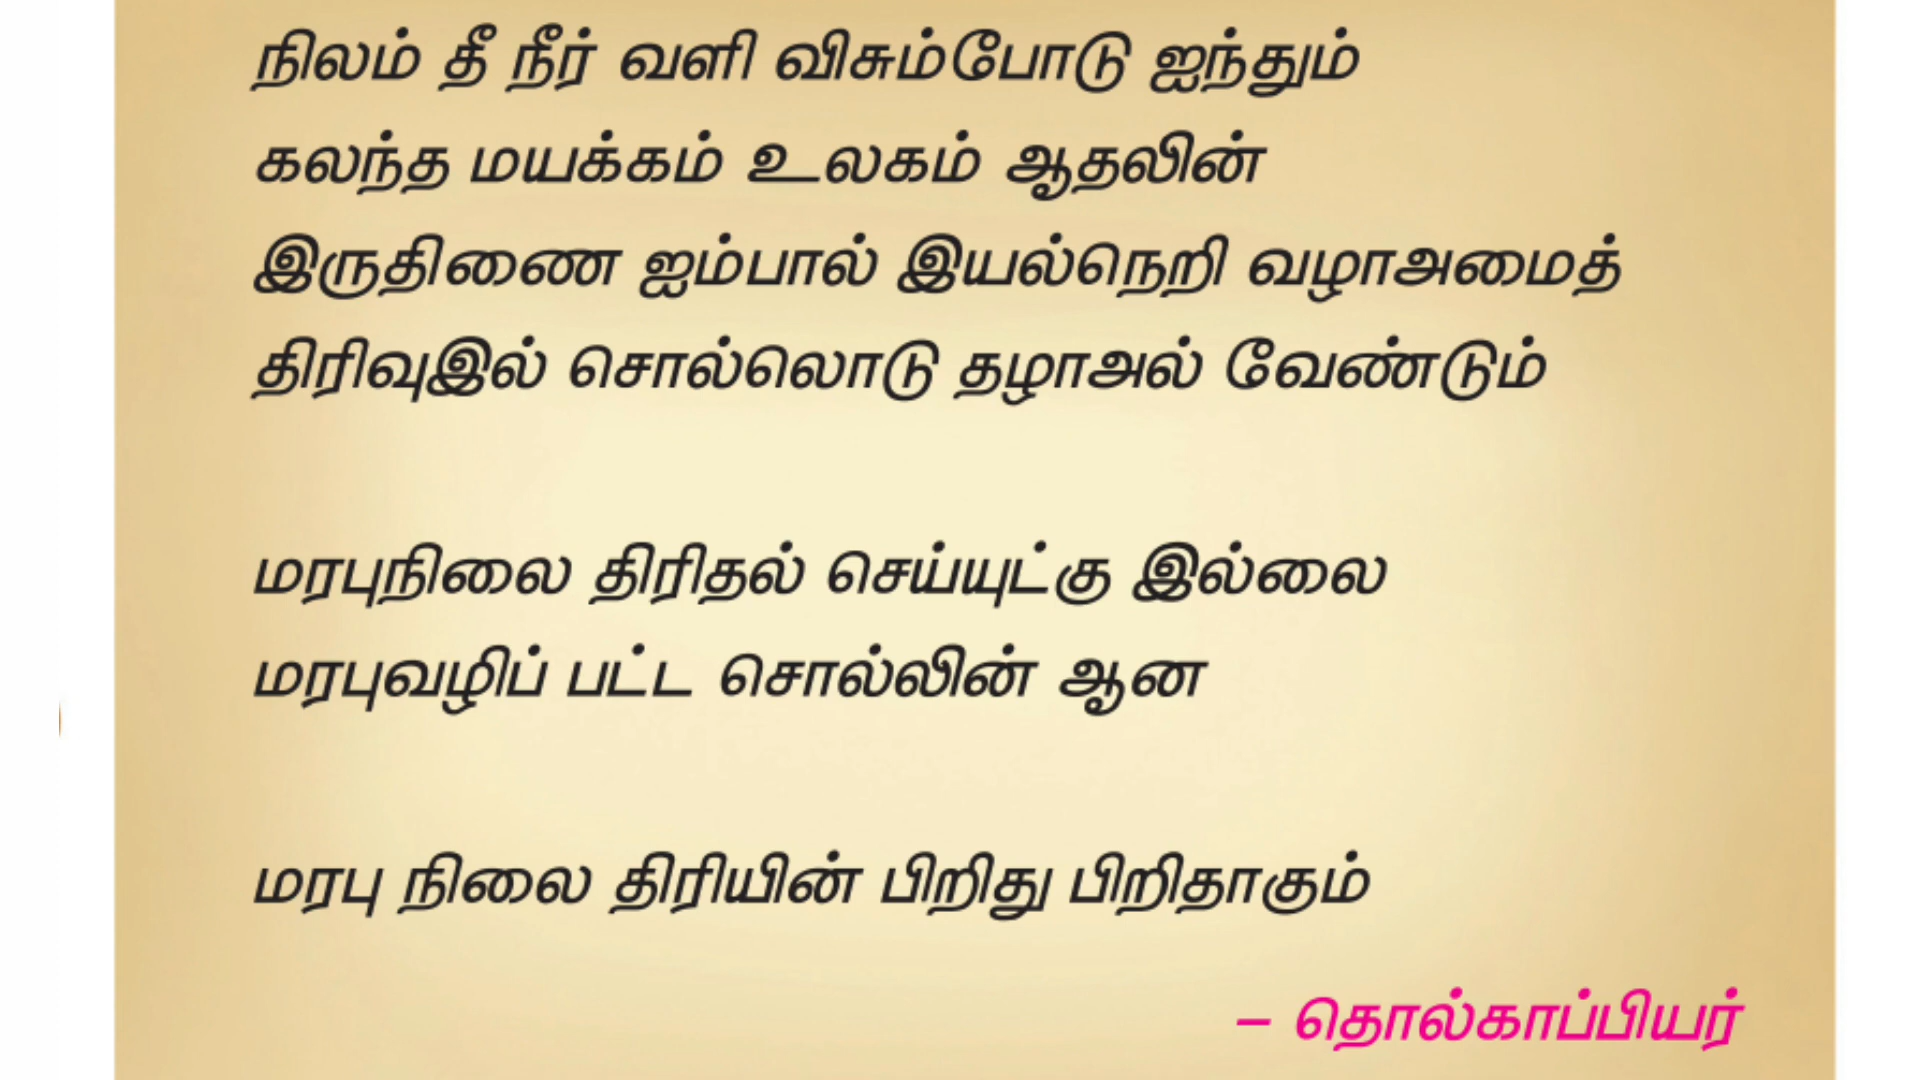 நிலம் தீ நீர் வளி விசும்போடு ஐந்தும்
கலந்த மயக்கம் உலகம் ஆதலின்
இருதிணை ஐம்பால் இயல்நெறி வழாஅமைத்
திரிவுஇல் சொல்லொடு தழாஅல் வேண்டும்
மரபுநிலை திரிதல் செய்யுட்கு இல்லை
மரபுவழிப் பட்ட சொல்லின் ஆன
மரபு நிலை திரியின் பிறிது பிறிதாகும்
– தொல்காப்பியர்